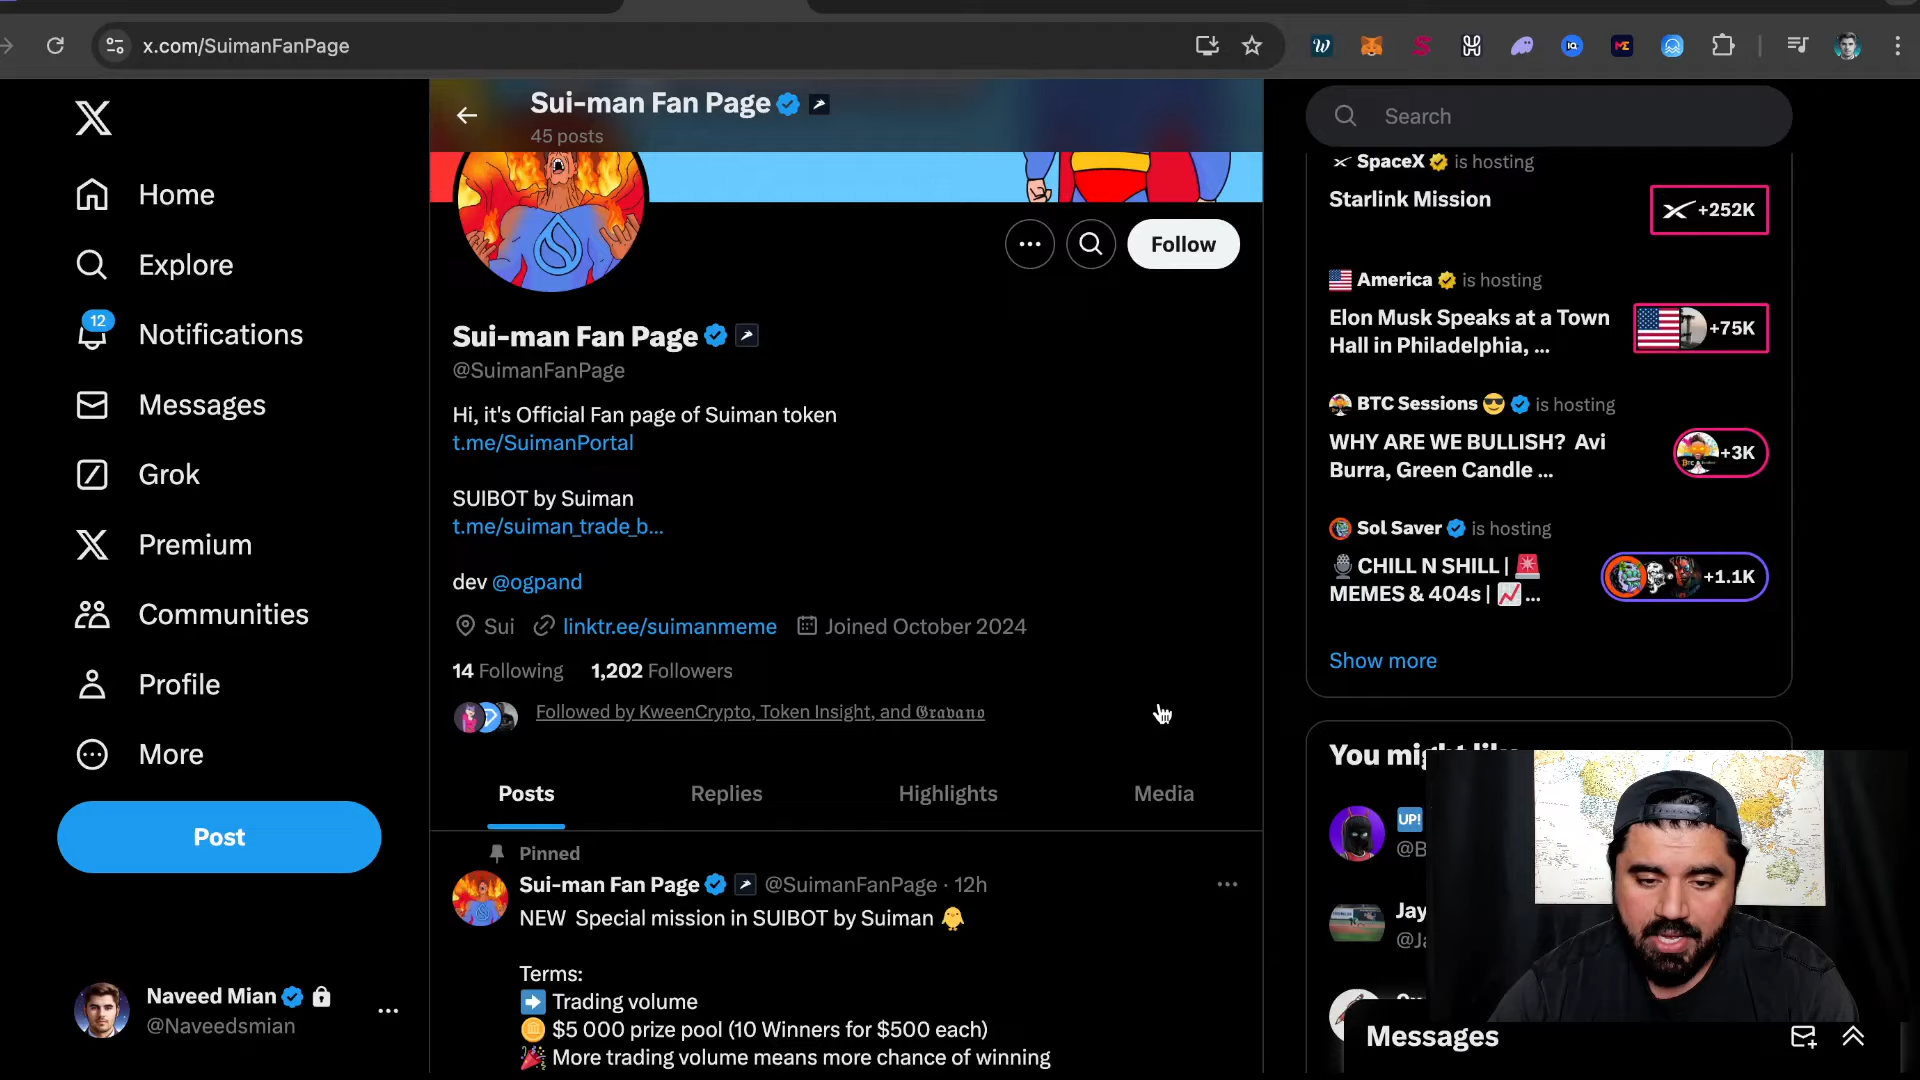 x.com/SuimanFanPage
Sui-man Fan Page
45 posts
Search
Home
Explore
12
Notifications
Messages
Grok
Premium
Communities
Profile
More
Post
Naveed Mian
@Naveedsmian
Follow
Sui-man Fan Page
@SuimanFanPage
Hi, it's Official Fan page of Suiman token
t.me/SuimanPortal
SUIBOT by Suiman
t.me/suiman_trade_b...
dev @ogpand
Sui linktr.ee/suimanmeme Joined October 2024
14 Following 1,202 Followers
Followed by KweenCrypto, Token Insight, and 𝕲𝖗𝖆𝖛𝖆𝖓𝖔
Posts Replies Highlights Media
Pinned
Sui-man Fan Page @SuimanFanPage · 12h
NEW Special mission in SUIBOT by Suiman 🐥
Terms:
➡️ Trading volume
🪙 $5 000 prize pool (10 Winners for $500 each)
🎉 More trading volume means more chance of winning
SpaceX is hosting
Starlink Mission
+252K
🇺🇸 America is hosting
Elon Musk Speaks at a Town
Hall in Philadelphia, ...
+75K
BTC Sessions 😎 is hosting
WHY ARE WE BULLISH? Avi
Burra, Green Candle ...
+3K
Sol Saver is hosting
🎙️ CHILL N SHILL | 🚨
MEMES & 404s | 📈 ...
+1.1K
Show more
UP!
Jay
Messages